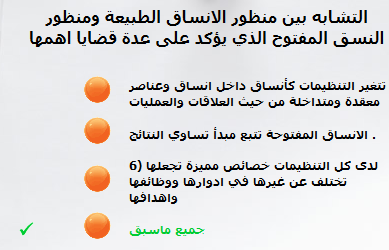 التشابه بين منظور الانساق الطبيعة ومنظور
النسق المفتوح الذي يؤكد على عدة قضايا اهمها
تتغير التنظيمات كأنساق داخل انساق وعناصر
معقدة ومتداخلة من حيث العلاقات والعمليات
الانساق المفتوحة تتبع مبدأ تساوي النتائج .
6) لدى كل التنظيمات خصائص مميزة تجعلها
تختلف عن غيرها في ادوارها ووظائفها
واهدافها
جميع ماسبق